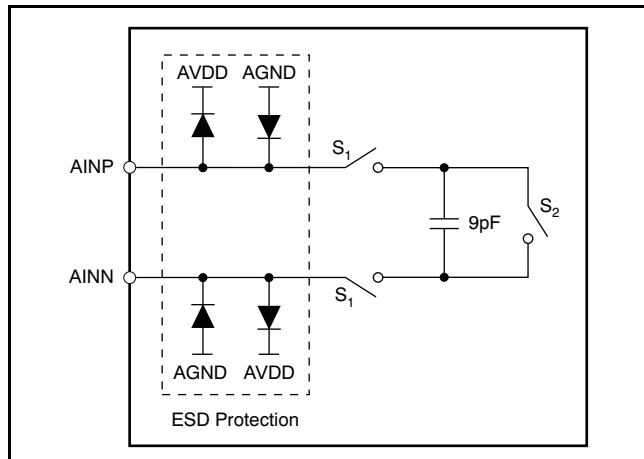 AVDD AGND
AINP
S1
S2
9pF
AINN
S1
AGND AVDD
ESD Protection